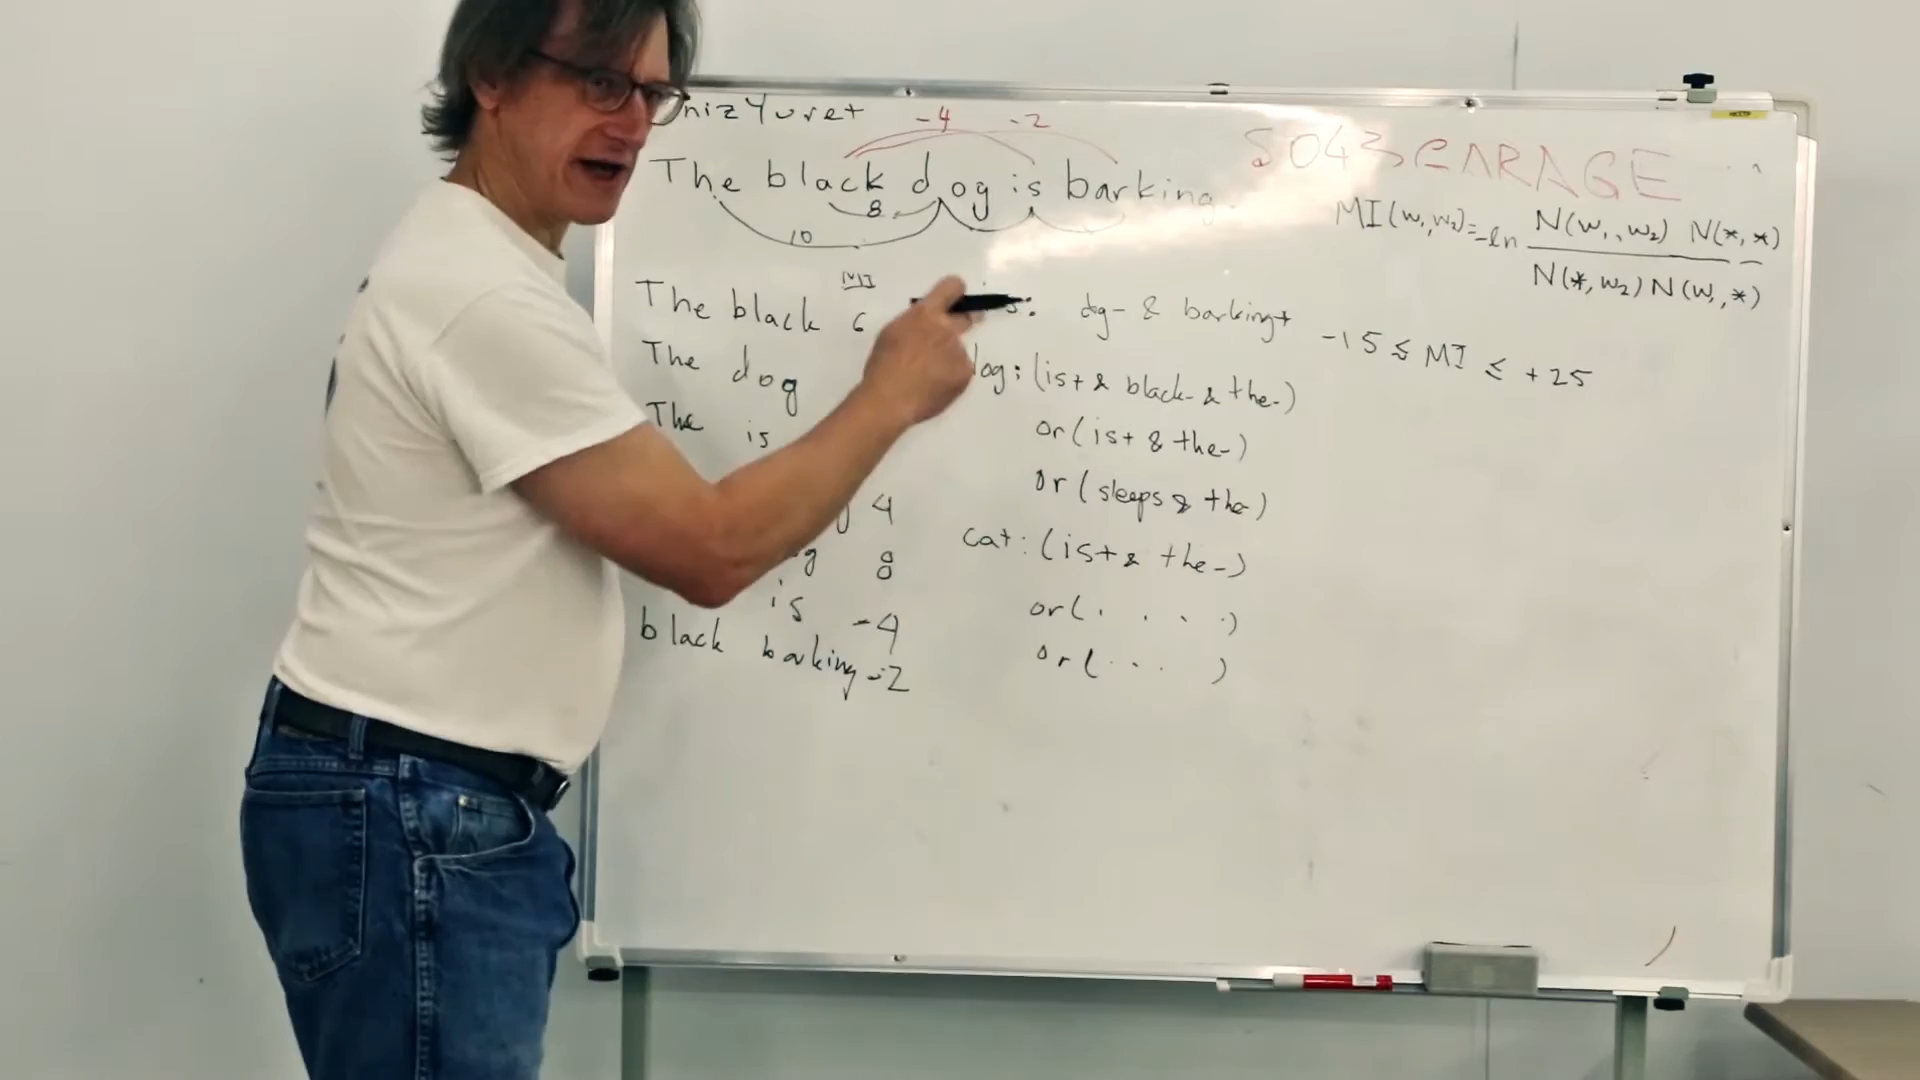 nizYuret
-4 -2
5043GARAGE
The black dog is barking.
8
10
MI(w₁,w₂)=-ln N(w₁,w₂) N(*,*)
N(*,w₂) N(w₁,*)
MI
The black 6
The dog
The is
4
8
is -4
black barking -2
dog- & barking+
dog: (is+ & black- & the-)
or (is+ & the-)
or (sleeps & the-)
cat: (is+ & the-)
or (. . . .)
or (. . . )
-15 ≤ MI ≤ +25